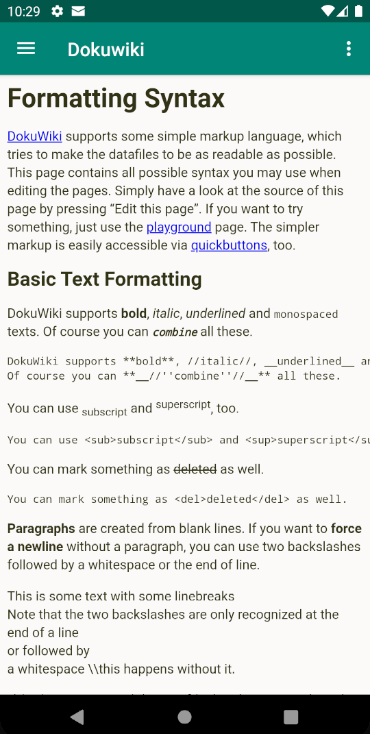 10:29
Dokuwiki
Formatting Syntax
DokuWiki supports some simple markup language, which
tries to make the datafiles to be as readable as possible.
This page contains all possible syntax you may use when
editing the pages. Simply have a look at the source of this
page by pressing “Edit this page”. If you want to try
something, just use the playground page. The simpler
markup is easily accessible via quickbuttons, too.
Basic Text Formatting
DokuWiki supports bold, italic, underlined and monospaced
texts. Of course you can combine all these.
DokuWiki supports **bold**, //italic//, __underlined__ an
Of course you can **__//''combine''//__** all these.
You can use subscript and superscript, too.
You can use <sub>subscript</sub> and <sup>superscript</su
You can mark something as deleted as well.
You can mark something as <del>deleted</del> as well.
Paragraphs are created from blank lines. If you want to force
a newline without a paragraph, you can use two backslashes
followed by a whitespace or the end of line.
This is some text with some linebreaks
Note that the two backslashes are only recognized at the
end of a line
or followed by
a whitespace \\this happens without it.